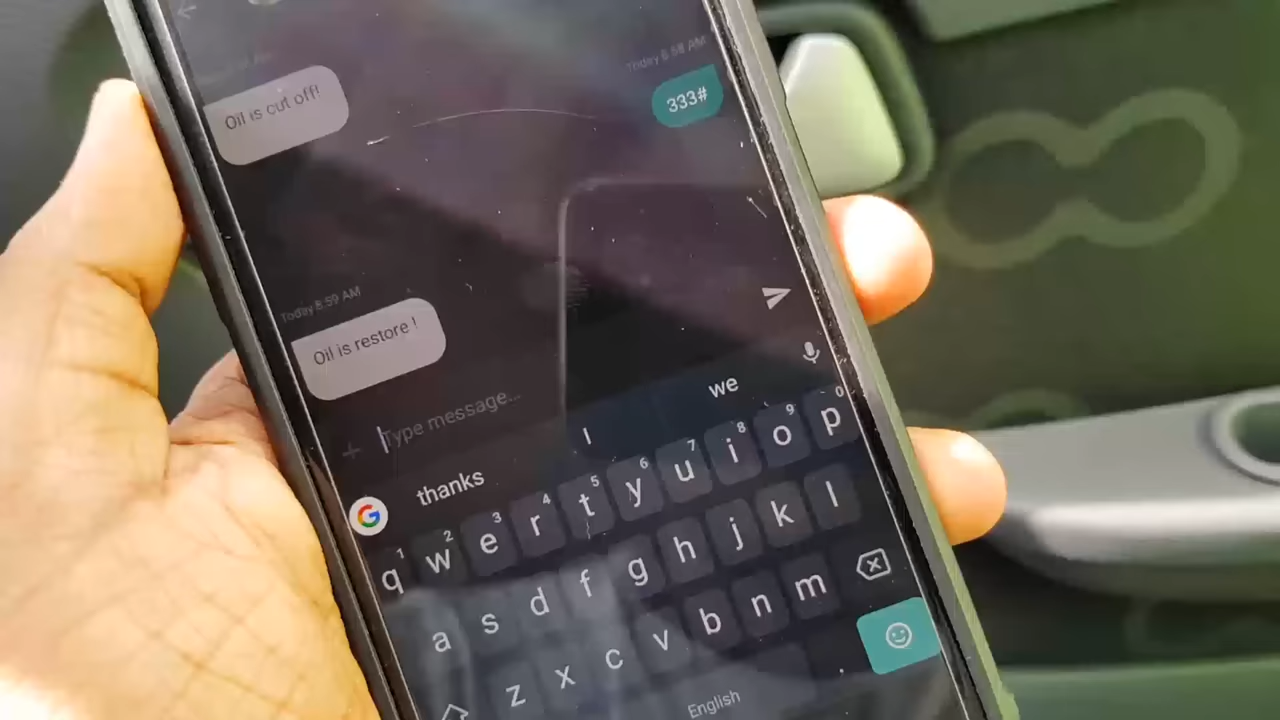 Oil is cut off!
Today 8:58 AM
333#
Today 8:59 AM
Oil is restore !
Type message...
thanks
I
we
1 2 3 4 5 6 7 8 9 0
q w e r t y u i o p
a s d f g h j k l
z x c v b n m
English .